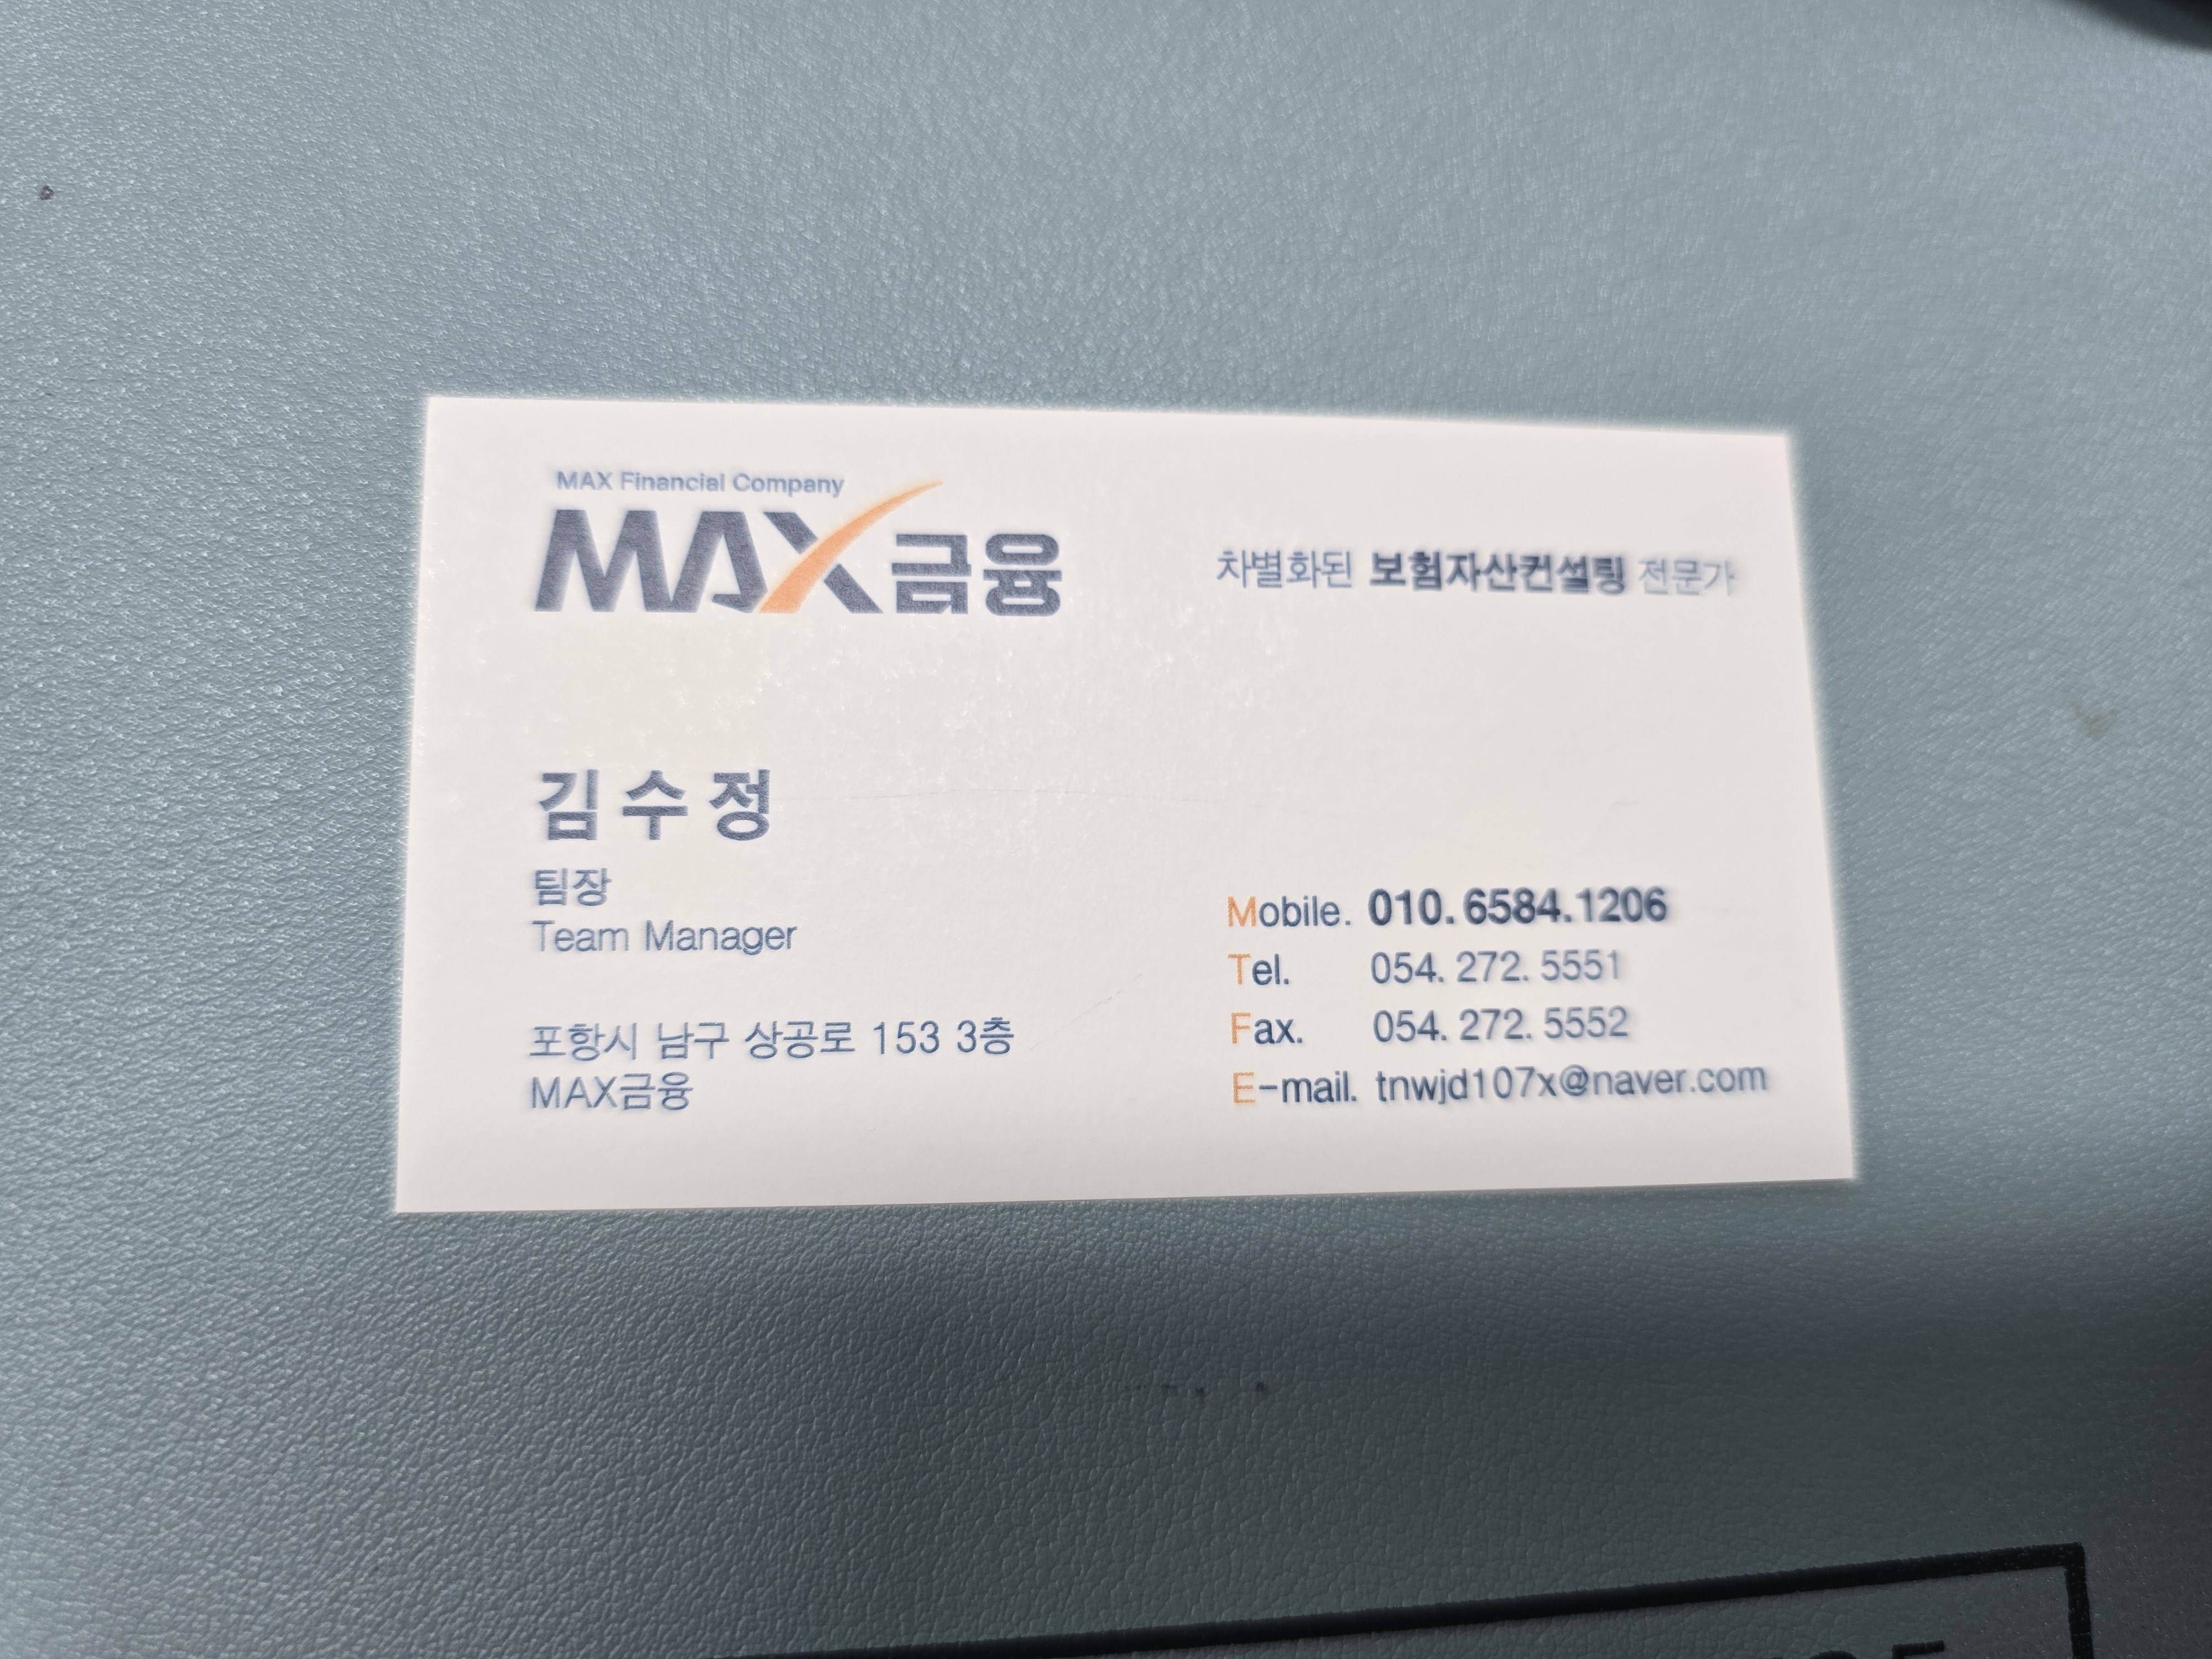 MAX Financial Company
MAX금융
차별화된 보험자산컨설팅 전문가
김수정
팀장
Team Manager
포항시 남구 상공로 153 3층
MAX금융
Mobile. 010. 6584. 1206
Tel. 054. 272. 5551
Fax. 054. 272. 5552
E-mail. tnwjd107x@naver.com